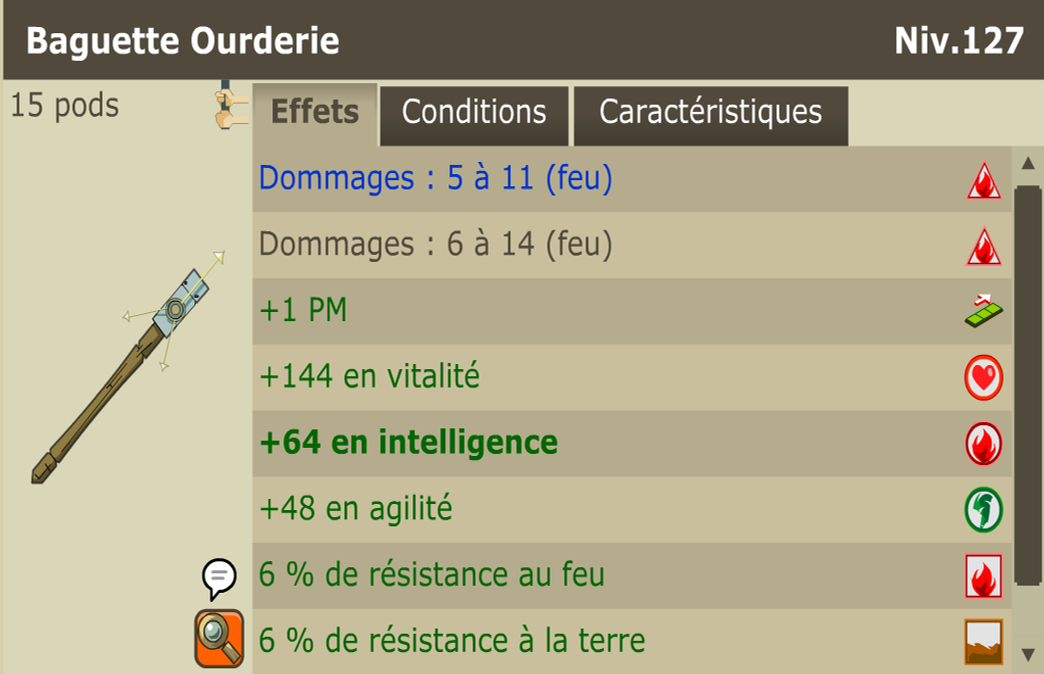 Baguette Ourderie
Niv.127
15 pods
Effets
Conditions
Caractéristiques
Dommages : 5 à 11 (feu)
Dommages : 6 à 14 (feu)
+1 PM
+144 en vitalité
+64 en intelligence
+48 en agilité
6 % de résistance au feu
6 % de résistance à la terre